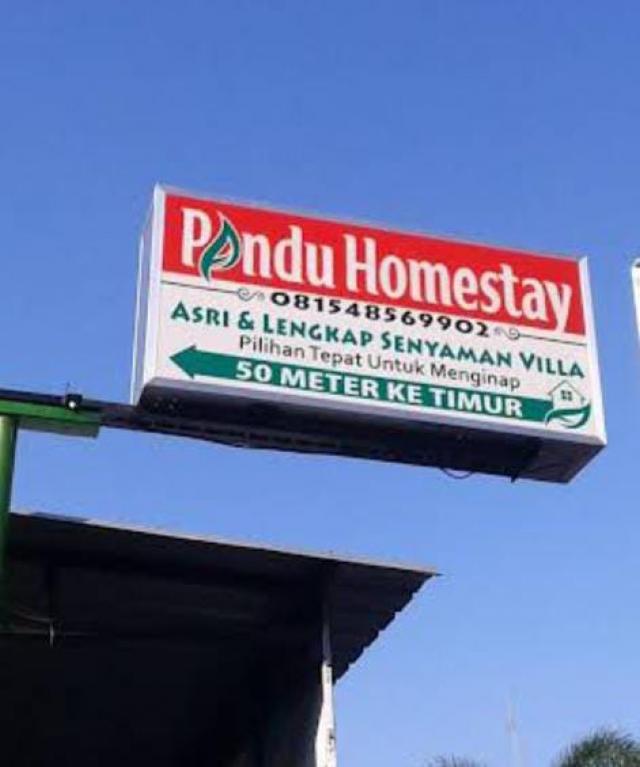 Pandu Homestay
081548569902
ASRI & LENGKAP SENYAMAN VILLA
Pilihan Tepat Untuk Menginap
50 METER KE TIMUR